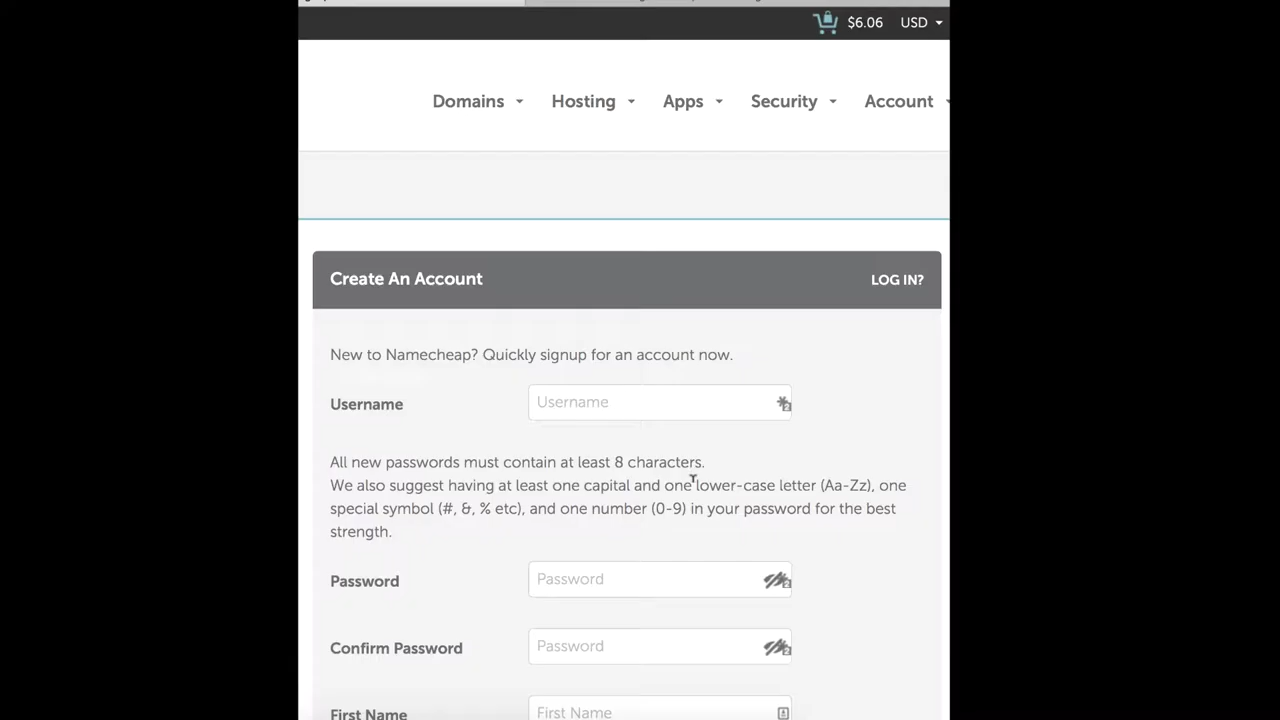 $6.06 USD
Domains Hosting Apps Security Account
Create An Account LOG IN?
New to Namecheap? Quickly signup for an account now.
Username Username
All new passwords must contain at least 8 characters.
We also suggest having at least one capital and one lower-case letter (Aa-Zz), one
special symbol (#, &, % etc), and one number (0-9) in your password for the best
strength.
Password Password
Confirm Password Password
First Name First Name